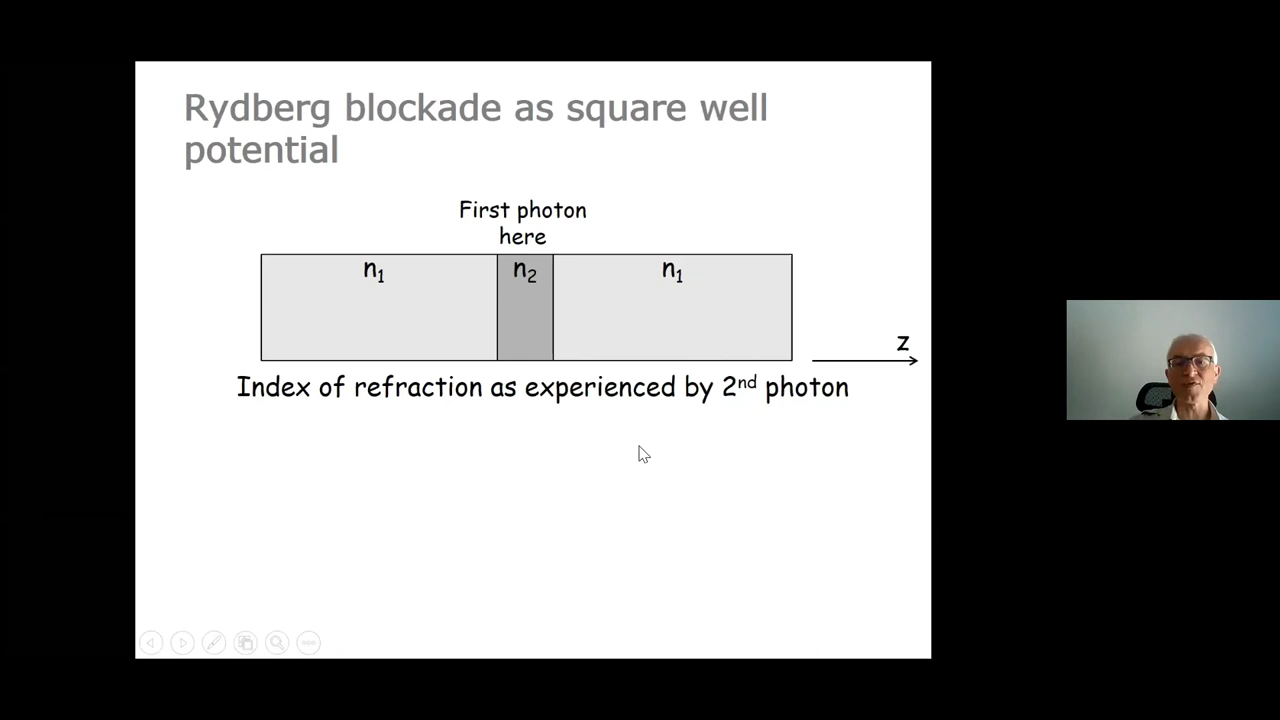 Rydberg blockade as square well
potential
First photon
here
n₁ n₂ n₁
z
Index of refraction as experienced by 2ⁿᵈ photon